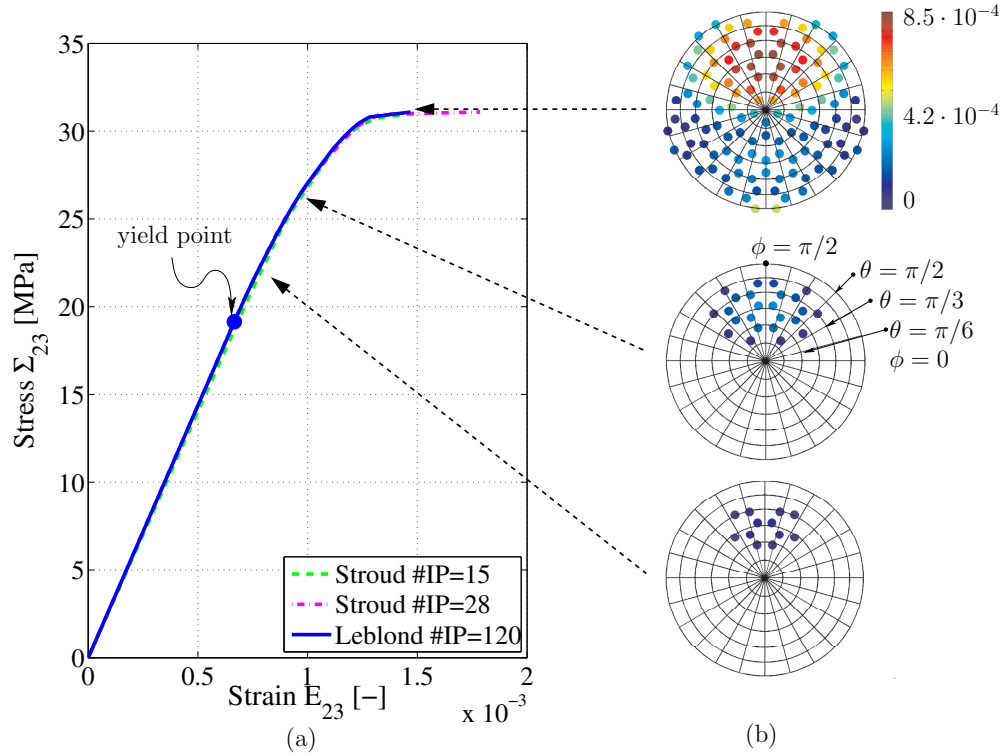 35
30
25
20
15
10
5
0
Stress Σ23 [MPa]
yield point
Stroud #IP=15
Stroud #IP=28
Leblond #IP=120
0 0.5 1 1.5 2
Strain E23 [−]
x 10−3
(a)
8.5 · 10−4
4.2 · 10−4
0
ϕ = π/2
θ = π/2
θ = π/3
θ = π/6
ϕ = 0
(b)